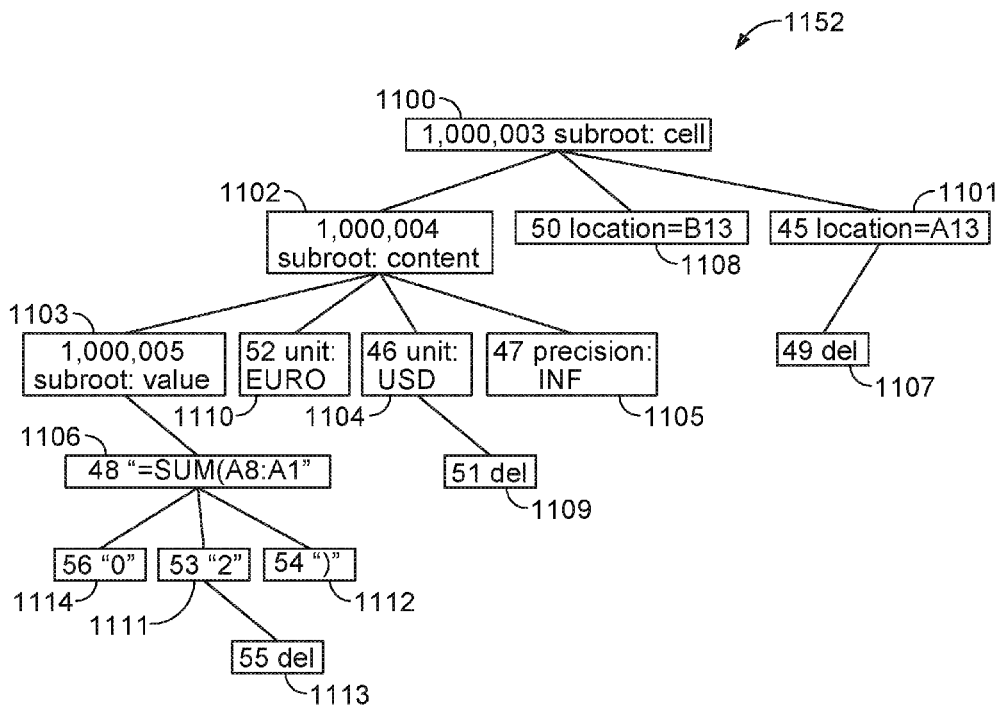 1152
1100
1,000,003 subroot: cell
1102
1101
1,000,004
subroot: content
50 location=B13
45 location=A13
1108
1103
1,000,005
subroot: value
52 unit:
EURO
46 unit:
USD
47 precision:
INF
49 del
1107
1110
1104
1105
1106
48 “=SUM(A8:A1”
51 del
1109
56 “0”
53 “2”
54 “)”
1114
1111
1112
55 del
1113